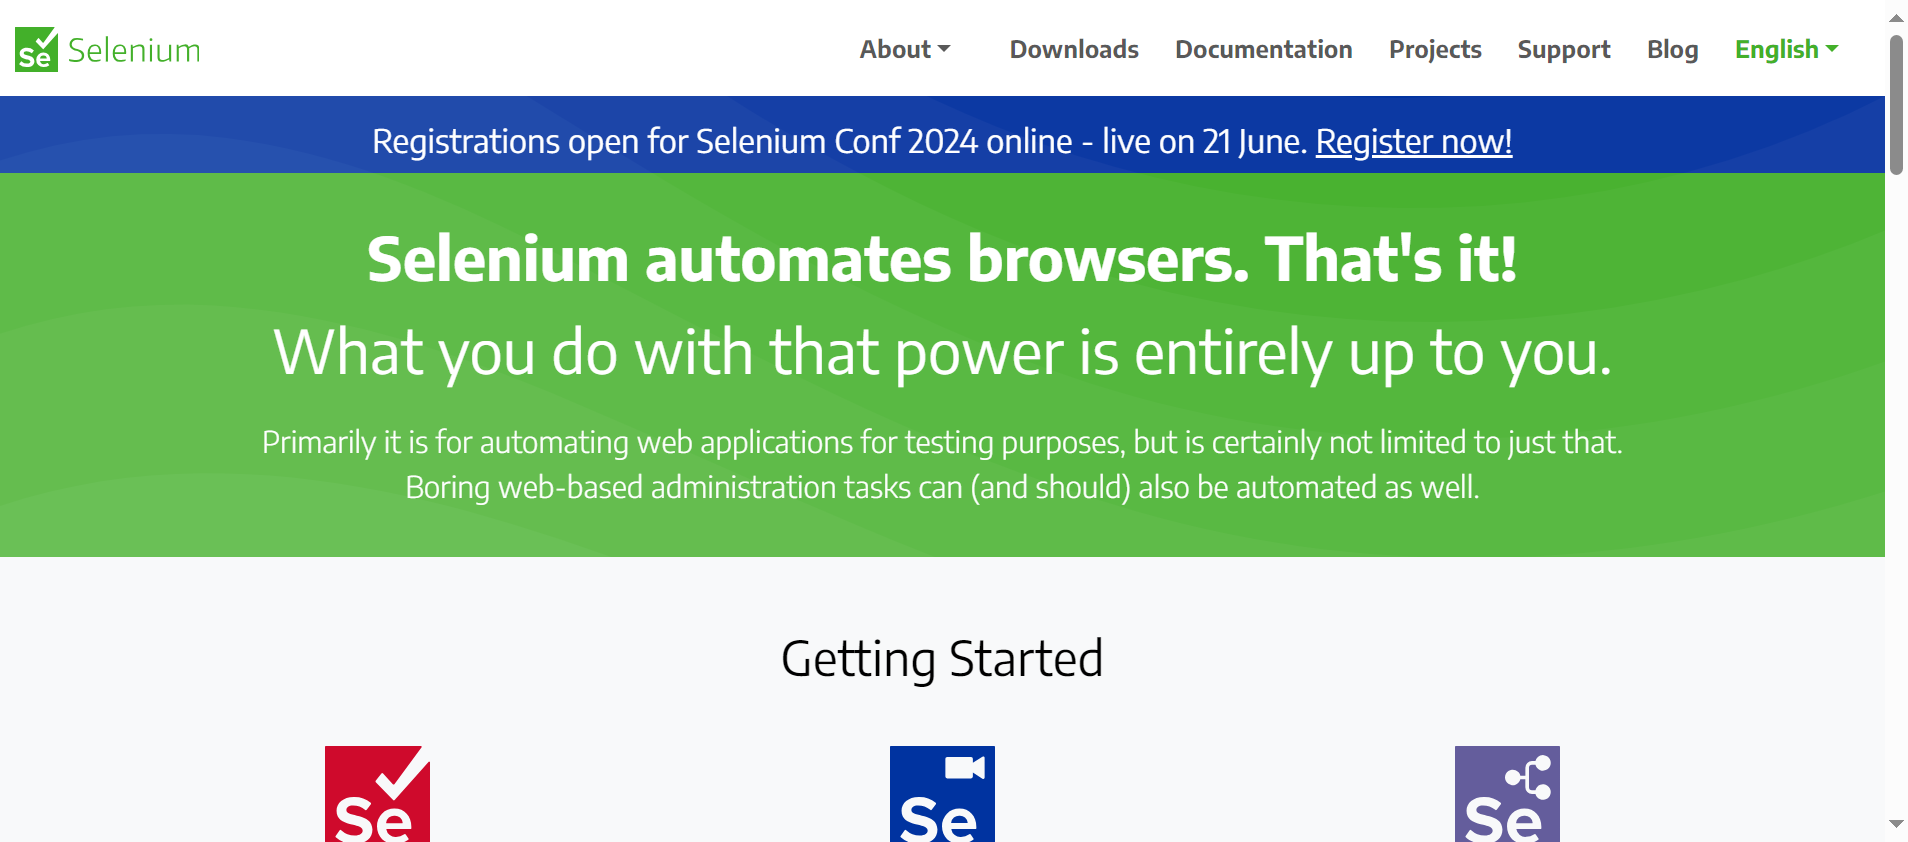 Se Selenium
About Downloads Documentation Projects Support Blog English
Registrations open for Selenium Conf 2024 online - live on 21 June. Register now!
Selenium automates browsers. That's it!
What you do with that power is entirely up to you.
Primarily it is for automating web applications for testing purposes, but is certainly not limited to just that.
Boring web-based administration tasks can (and should) also be automated as well.
Getting Started
Se Se Se